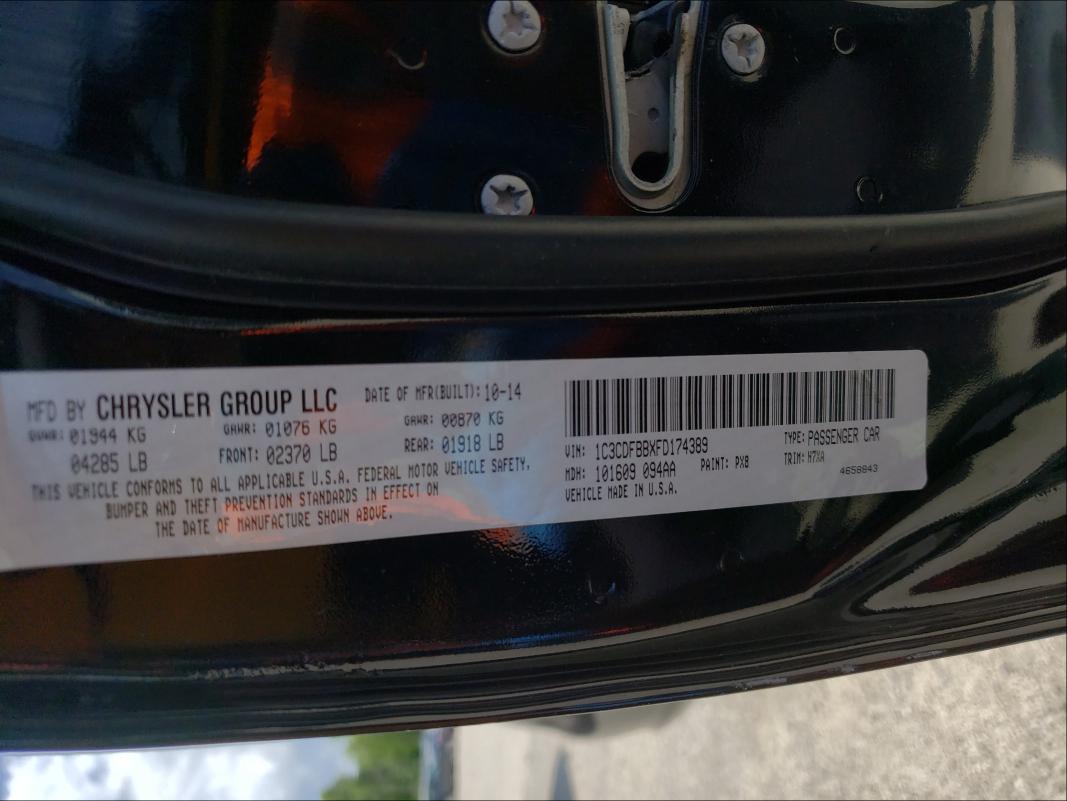 MFD BY CHRYSLER GROUP LLC DATE OF MFR(BUILT):10-14
GVWR: 01944 KG GAWR: 01076 KG GAWR: 00870 KG
04285 LB FRONT: 02370 LB REAR: 01918 LB
THIS VEHICLE CONFORMS TO ALL APPLICABLE U.S.A. FEDERAL MOTOR VEHICLE SAFETY,
BUMPER AND THEFT PREVENTION STANDARDS IN EFFECT ON
THE DATE OF MANUFACTURE SHOWN ABOVE.
VIN: 1C3CDFBBXFD174389 TYPE: PASSENGER CAR
MDH: 101609 094AA PAINT: PX8 TRIM: H7XA
VEHICLE MADE IN U.S.A. 4658843